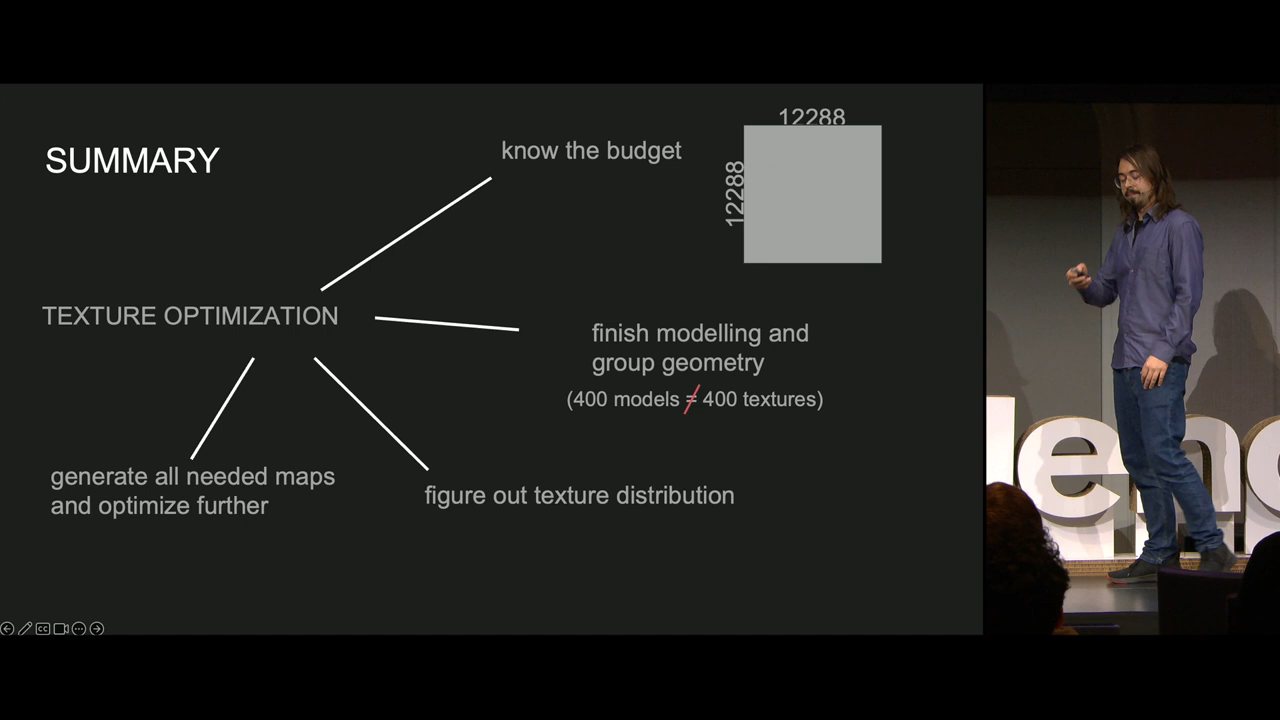 SUMMARY
know the budget
12288
12288
TEXTURE OPTIMIZATION
finish modelling and
group geometry
(400 models = 400 textures)
generate all needed maps
and optimize further
figure out texture distribution
CC